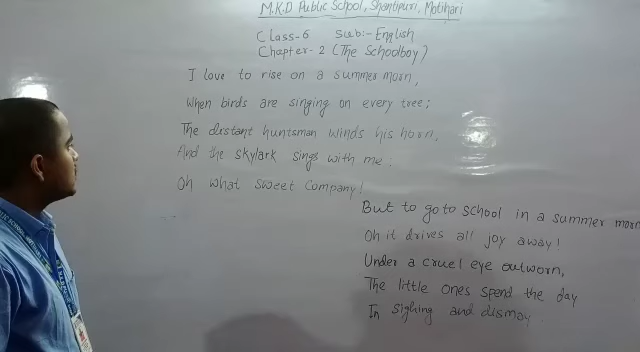 M.K.D Public School, Shantipuri, Motihari
Class-6 Sub:- English
Chapter-2 (The Schoolboy)
I love to rise on a summer morn,
When birds are singing on every tree;
The distant huntsman winds his horn,
And the skylark sings with me.
Oh what sweet company!
But to go to school in a summer morn
Oh it drives all joy away!
Under a cruel eye outworn,
The little ones spend the day
In sighing and dismay.